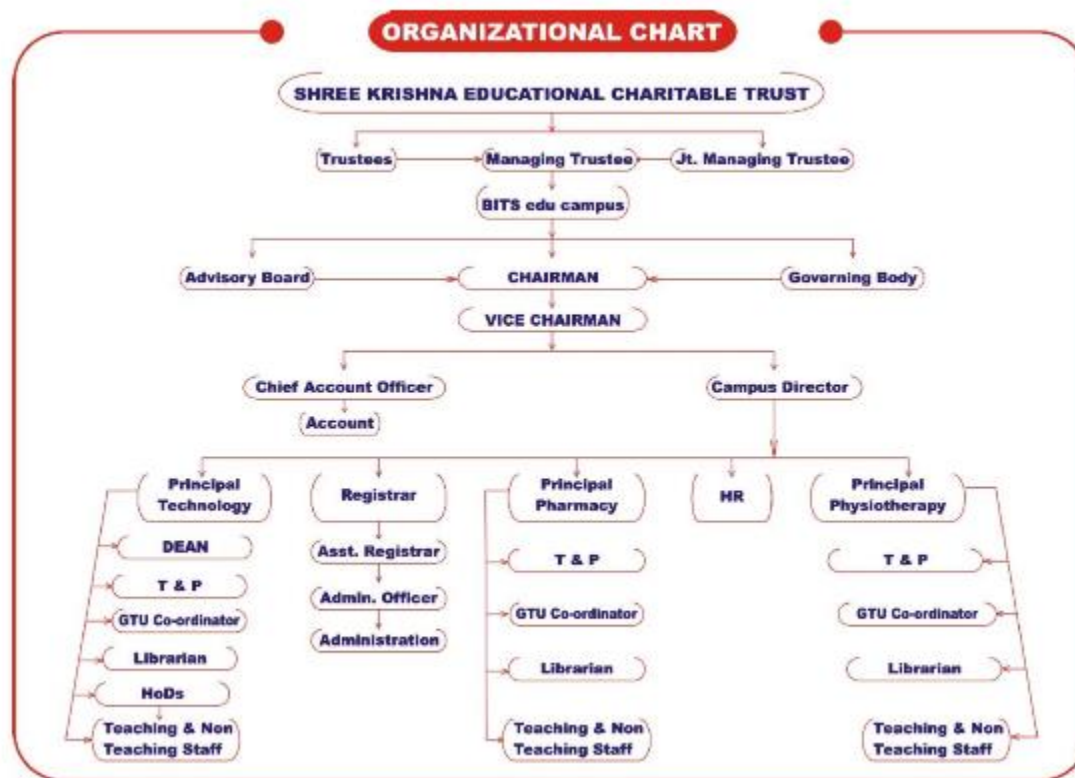 ORGANIZATIONAL CHART
SHREE KRISHNA EDUCATIONAL CHARITABLE TRUST
Trustees
Managing Trustee
Jt. Managing Trustee
BITS edu campus
Advisory Board
CHAIRMAN
Governing Body
VICE CHAIRMAN
Chief Account Officer
Campus Director
Account
Principal
Technology
Registrar
Principal
Pharmacy
HR
Principal
Physiotherapy
DEAN
T & P
GTU Co-ordinator
Librarian
HoDs
Teaching & Non
Teaching Staff
Asst. Registrar
Admin. Officer
Administration
T & P
GTU Co-ordinator
Librarian
Teaching & Non
Teaching Staff
T & P
GTU Co-ordinator
Librarian
Teaching & Non
Teaching Staff